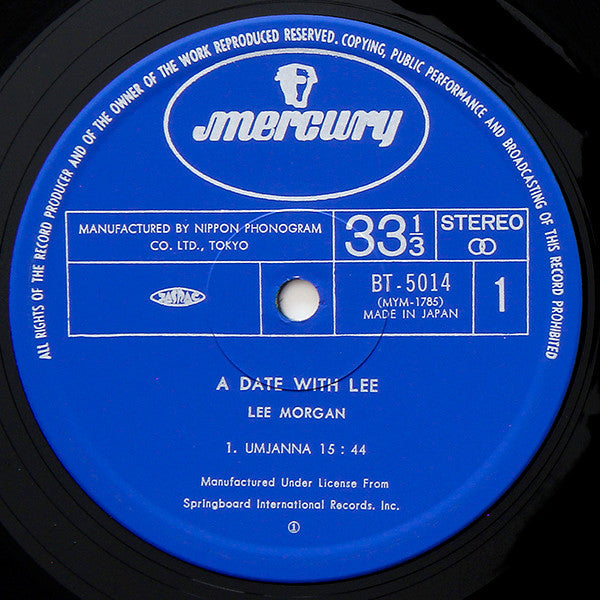 ALL RIGHTS OF THE RECORD PRODUCER AND OF THE OWNER OF THE WORK REPRODUCED RESERVED. COPYING, PUBLIC PERFORMANCE AND BROADCASTING OF THIS RECORD PROHIBITED
mercury
MANUFACTURED BY NIPPON PHONOGRAM
CO. LTD., TOKYO
33 1/3
STEREO
JASRAC
BT-5014
(MYM-1785)
MADE IN JAPAN
1
A DATE WITH LEE
LEE MORGAN
1. UMJANNA 15 : 44
Manufactured Under License From
Springboard International Records, Inc.
①